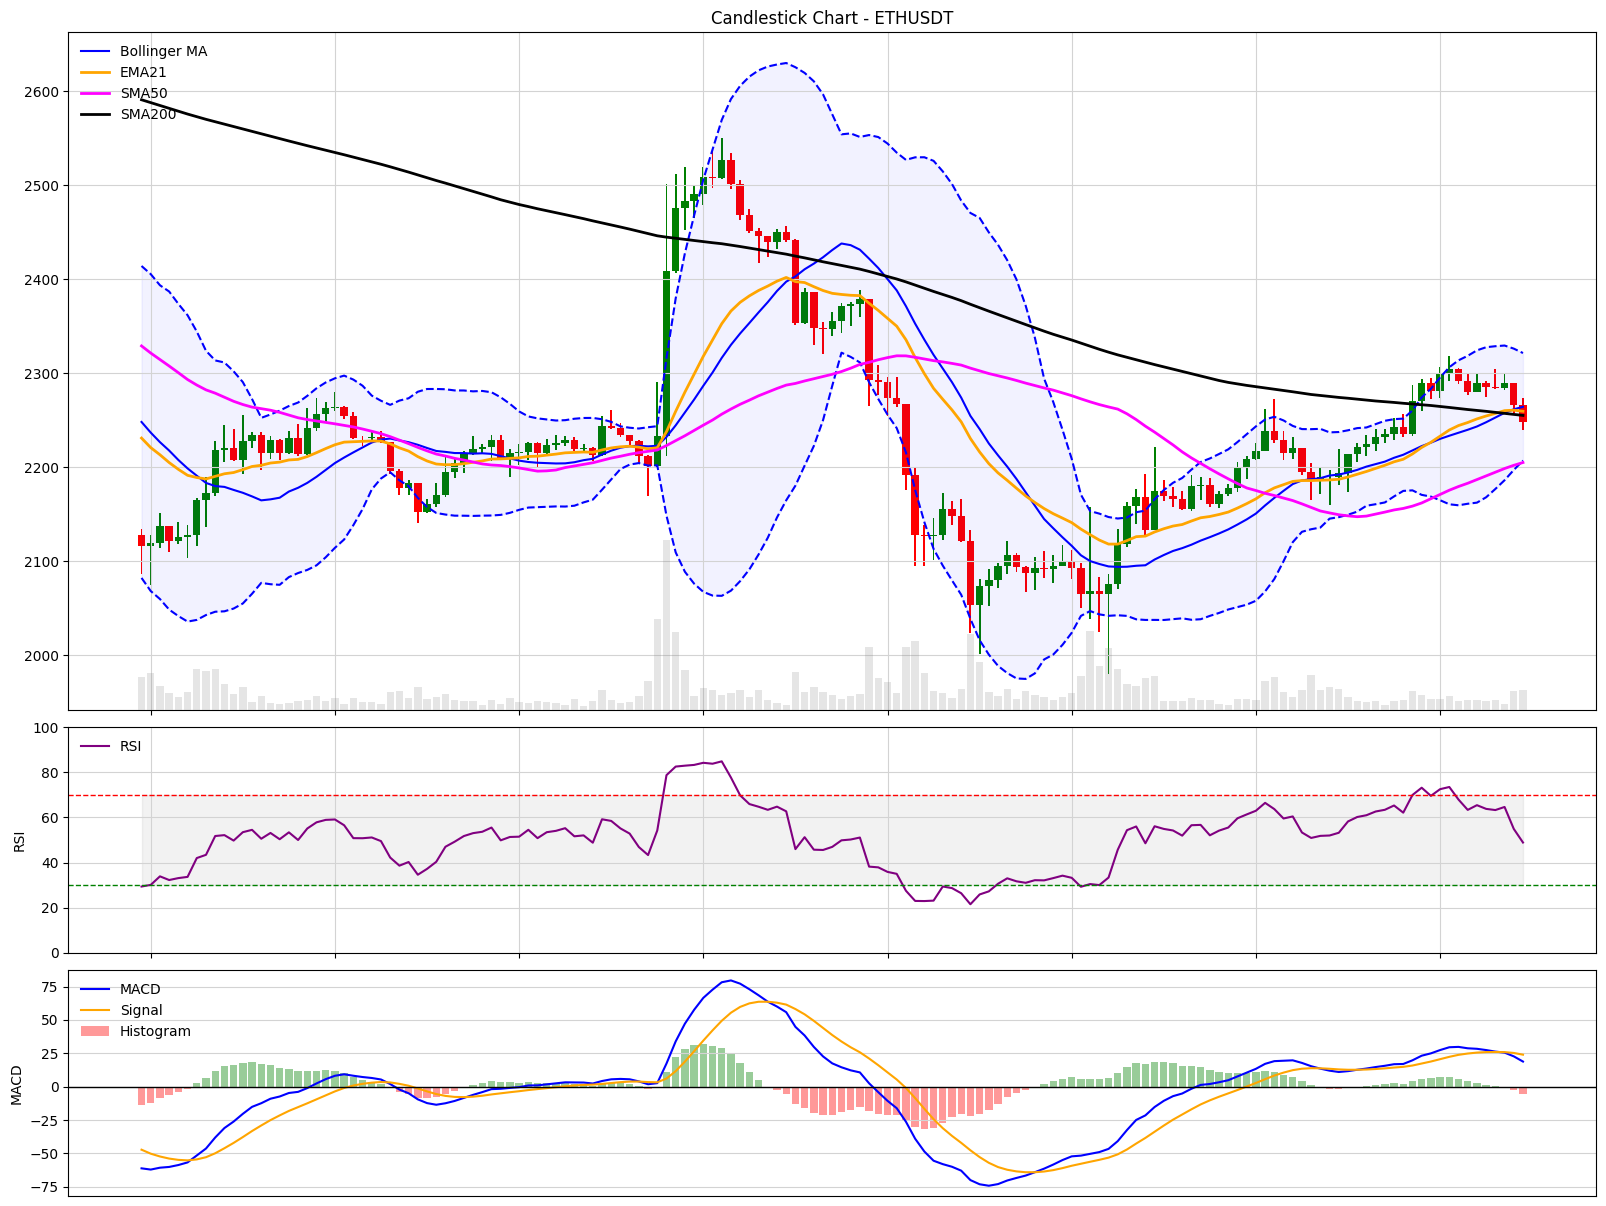 Candlestick Chart - ETHUSDT
Bollinger MA
EMA21
SMA50
SMA200
2600
2500
2400
2300
2200
2100
2000
RSI
100
80
60
40
20
0
RSI
MACD
Signal
Histogram
75
50
25
0
−25
−50
−75
MACD